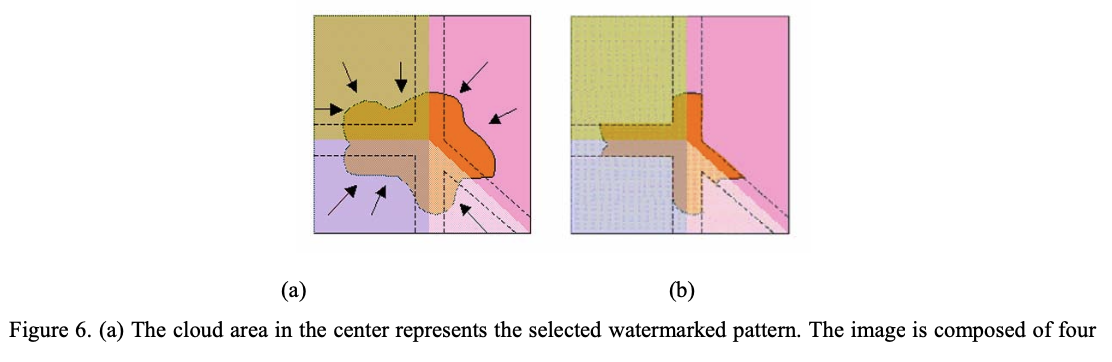 (a)
(b)
Figure 6. (a) The cloud area in the center represents the selected watermarked pattern. The image is composed of four